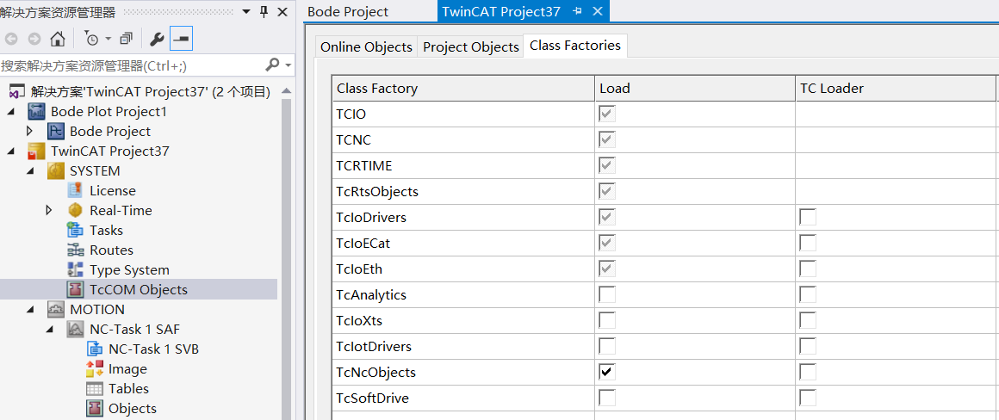 解决方案资源管理器
搜索解决方案资源管理器(Ctrl+;)
解决方案'TwinCAT Project37' (2 个项目)
Bode Plot Project1
Bode Project
TwinCAT Project37
SYSTEM
License
Real-Time
Tasks
Routes
Type System
TcCOM Objects
MOTION
NC-Task 1 SAF
NC-Task 1 SVB
Image
Tables
Objects
Bode Project TwinCAT Project37
Online Objects Project Objects Class Factories
Class Factory Load TC Loader
TCIO
TCNC
TCRTIME
TcRtsObjects
TcIoDrivers
TcIoECat
TcIoEth
TcAnalytics
TcIoXts
TcIotDrivers
TcNcObjects
TcSoftDrive